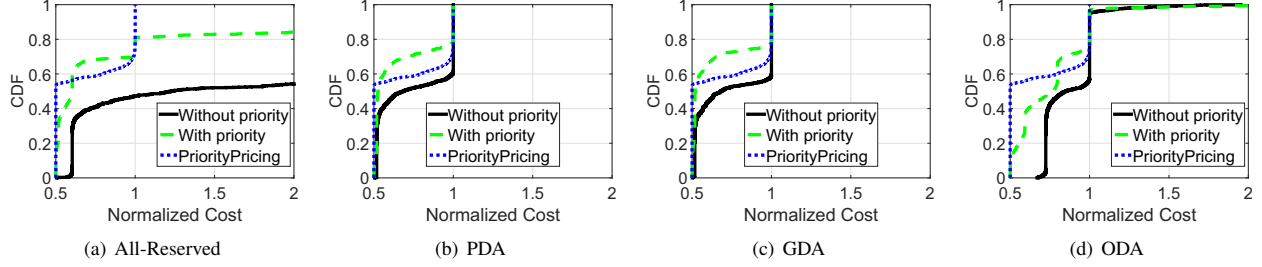 CDF
1
0.8
0.6
0.4
0.2
0
Without priority
With priority
PriorityPricing
0.5 1 1.5 2
Normalized Cost
(a) All-Reserved
CDF
1
0.8
0.6
0.4
0.2
0
Without priority
With priority
PriorityPricing
0.5 1 1.5 2
Normalized Cost
(b) PDA
CDF
1
0.8
0.6
0.4
0.2
0
Without priority
With priority
PriorityPricing
0.5 1 1.5 2
Normalized Cost
(c) GDA
CDF
1
0.8
0.6
0.4
0.2
0
Without priority
With priority
PriorityPricing
0.5 1 1.5 2
Normalized Cost
(d) ODA